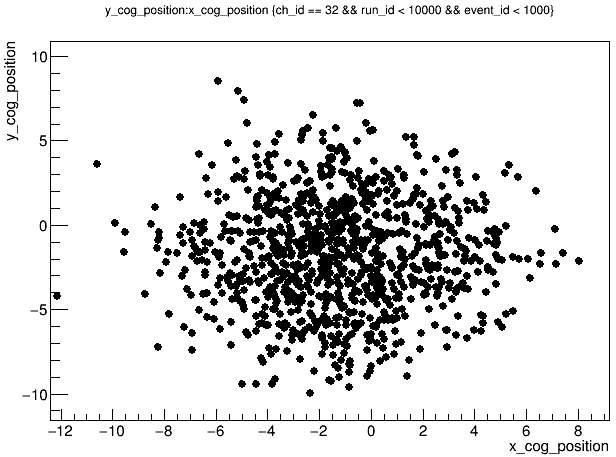 y_cog_position:x_cog_position {ch_id == 32 && run_id < 10000 && event_id < 1000}
y_cog_position
10
5
0
−5
−10
−12 −10 −8 −6 −4 −2 0 2 4 6 8
x_cog_position